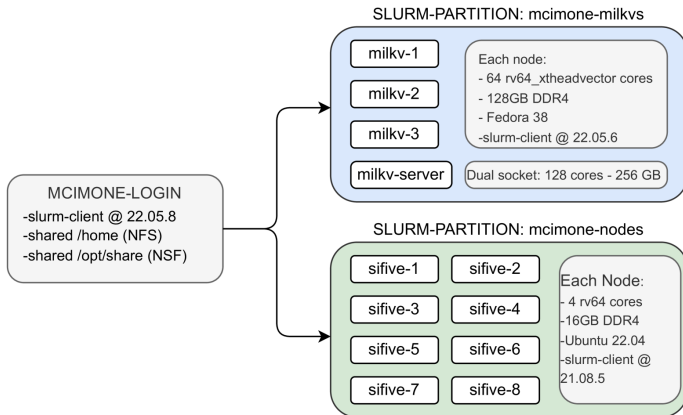 SLURM-PARTITION: mcimone-milkvs
milkv-1
milkv-2
milkv-3
milkv-server
Each node:
- 64 rv64_xtheadvector cores
- 128GB DDR4
- Fedora 38
-slurm-client @ 22.05.6
Dual socket: 128 cores - 256 GB
MCIMONE-LOGIN
-slurm-client @ 22.05.8
-shared /home (NFS)
-shared /opt/share (NSF)
SLURM-PARTITION: mcimone-nodes
sifive-1 sifive-2
sifive-3 sifive-4
sifive-5 sifive-6
sifive-7 sifive-8
Each Node:
- 4 rv64 cores
-16GB DDR4
-Ubuntu 22.04
-slurm-client @
21.08.5